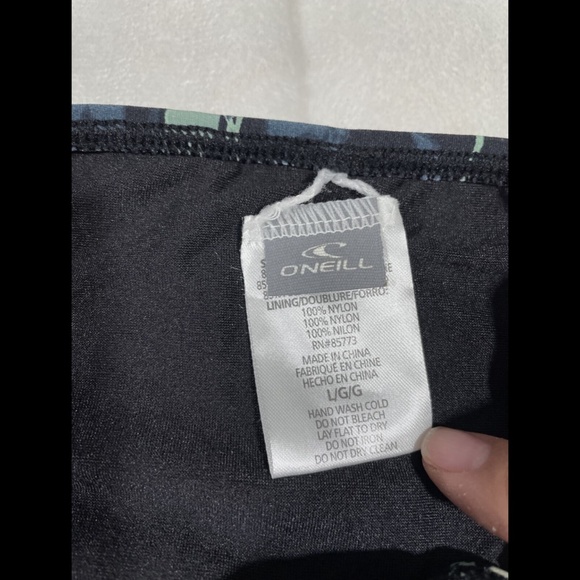 O'NEILL
LINING/DOUBLURE/FORRO:
100% NYLON
100% NYLON
100% NILON
RN#85773
MADE IN CHINA
FABRIQUÉ EN CHINE
HECHO EN CHINA
L/G/G
HAND WASH COLD
DO NOT BLEACH
LAY FLAT TO DRY
DO NOT IRON
DO NOT DRY CLEAN